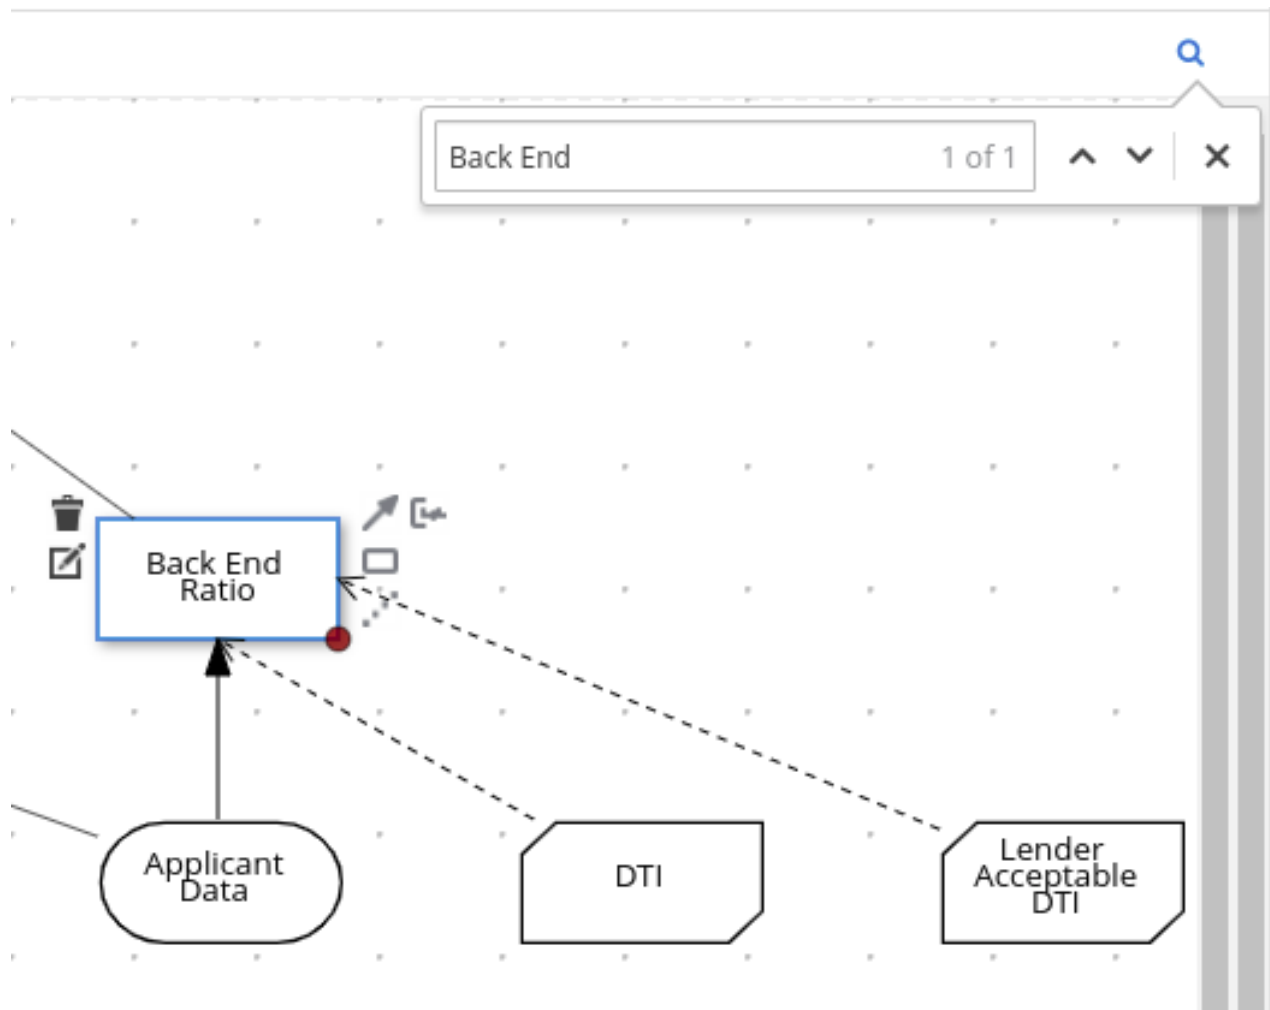 Back End 1 of 1
Back End
Ratio
Applicant
Data
DTI
Lender
Acceptable
DTI